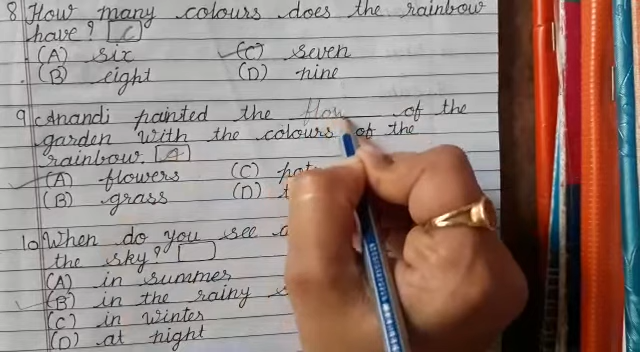 8 How many colours does the rainbow
have? [C]
(A) six (C) seven
(B) eight (D) nine
9 Anandi painted the flow of the
garden with the colours of the
rainbow. [A]
(A) flowers (C)
(B) grass (D)
10 When do you see
the sky?
(A) in summer
(B) in the rainy
(C) in winter
(D) at night